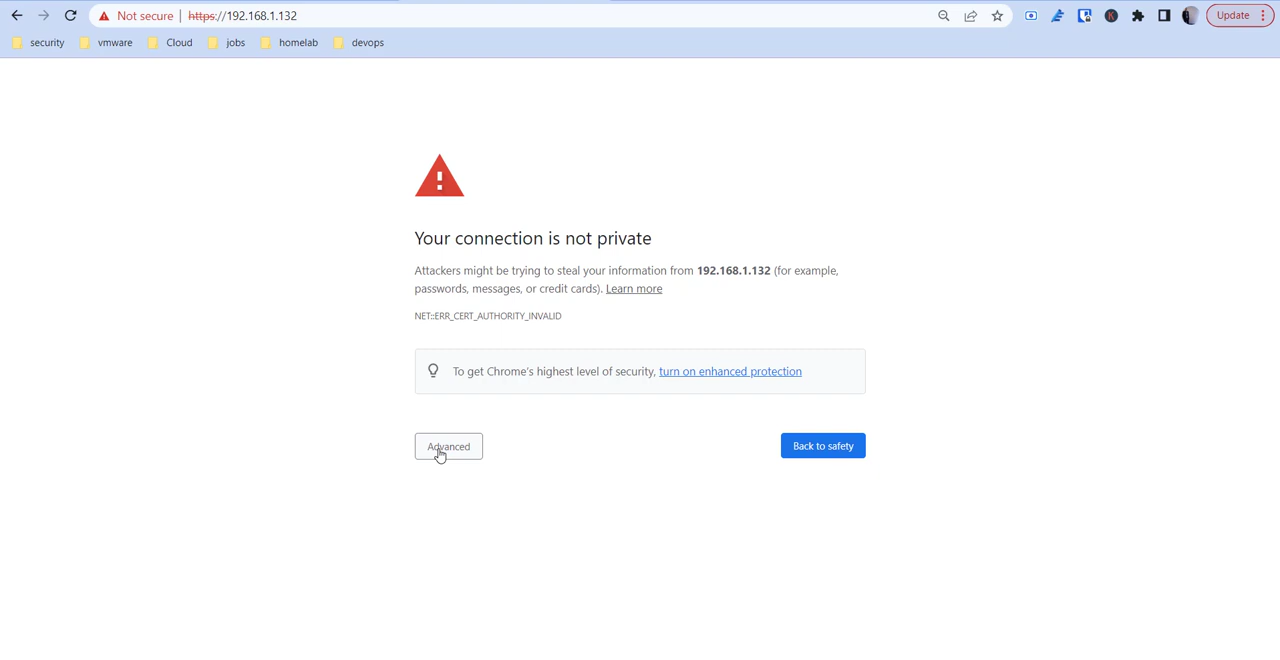 Not secure | https://192.168.1.132
K
Update
security vmware Cloud jobs homelab devops
Your connection is not private
Attackers might be trying to steal your information from 192.168.1.132 (for example,
passwords, messages, or credit cards). Learn more
NET::ERR_CERT_AUTHORITY_INVALID
To get Chrome's highest level of security, turn on enhanced protection
Advanced
Back to safety